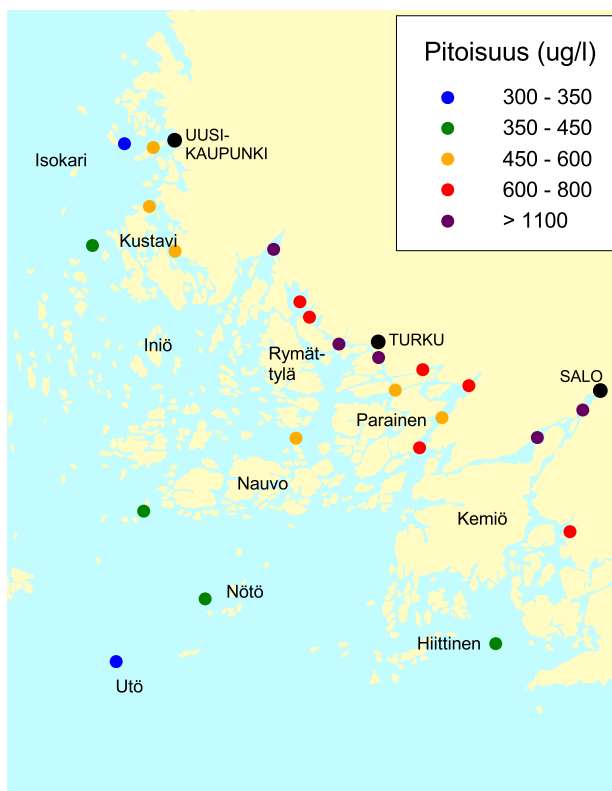 Pitoisuus (ug/l)
300 - 350
350 - 450
450 - 600
600 - 800
> 1100
UUSI-
KAUPUNKI
Isokari
Kustavi
Iniö
TURKU
Rymät-
tylä
SALO
Parainen
Nauvo
Kemiö
Nötö
Hiittinen
Utö